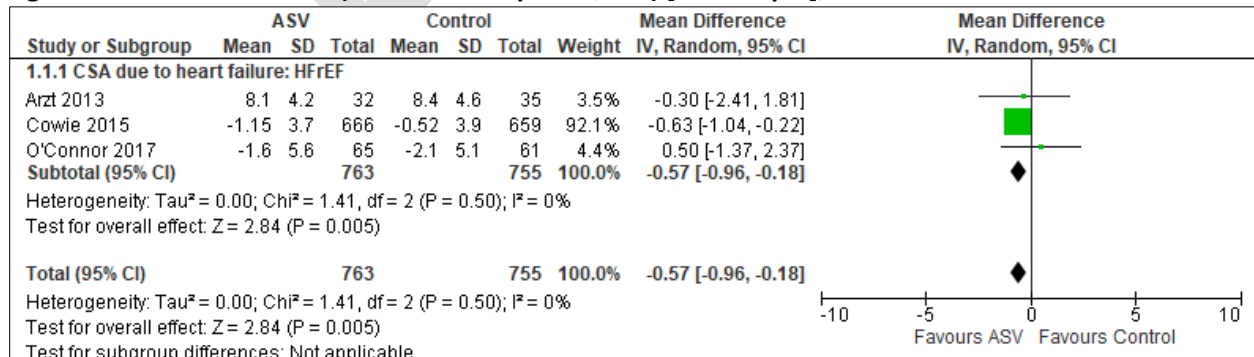 ASV Control Mean Difference Mean Difference
Study or Subgroup Mean SD Total Mean SD Total Weight IV, Random, 95% CI IV, Random, 95% CI
1.1.1 CSA due to heart failure: HFrEF
Arzt 2013 8.1 4.2 32 8.4 4.6 35 3.5% -0.30 [-2.41, 1.81]
Cowie 2015 -1.15 3.7 666 -0.52 3.9 659 92.1% -0.63 [-1.04, -0.22]
O'Connor 2017 -1.6 5.6 65 -2.1 5.1 61 4.4% 0.50 [-1.37, 2.37]
Subtotal (95% CI) 763 755 100.0% -0.57 [-0.96, -0.18]
Heterogeneity: Tau² = 0.00; Chi² = 1.41, df = 2 (P = 0.50); I² = 0%
Test for overall effect: Z = 2.84 (P = 0.005)
Total (95% CI) 763 755 100.0% -0.57 [-0.96, -0.18]
Heterogeneity: Tau² = 0.00; Chi² = 1.41, df = 2 (P = 0.50); I² = 0%
Test for overall effect: Z = 2.84 (P = 0.005)
Test for subgroup differences: Not applicable
-10 -5 0 5 10
Favours ASV Favours Control